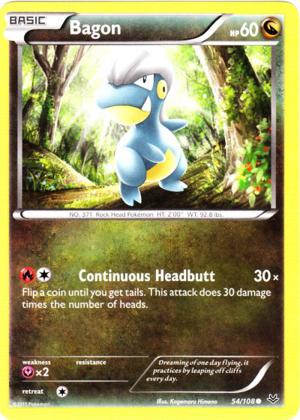 BASIC
Bagon
HP60
NO. 371 Rock Head Pokémon HT. 2'00" WT. 92.8 lbs.
Continuous Headbutt 30×
Flip a coin until you get tails. This attack does 30 damage
times the number of heads.
weakness resistance
×2
Dreaming of one day flying, it
practices by leaping off cliffs
every day.
retreat
©2015 Pokémon
Illus. Kagemaru Himeno
54/108